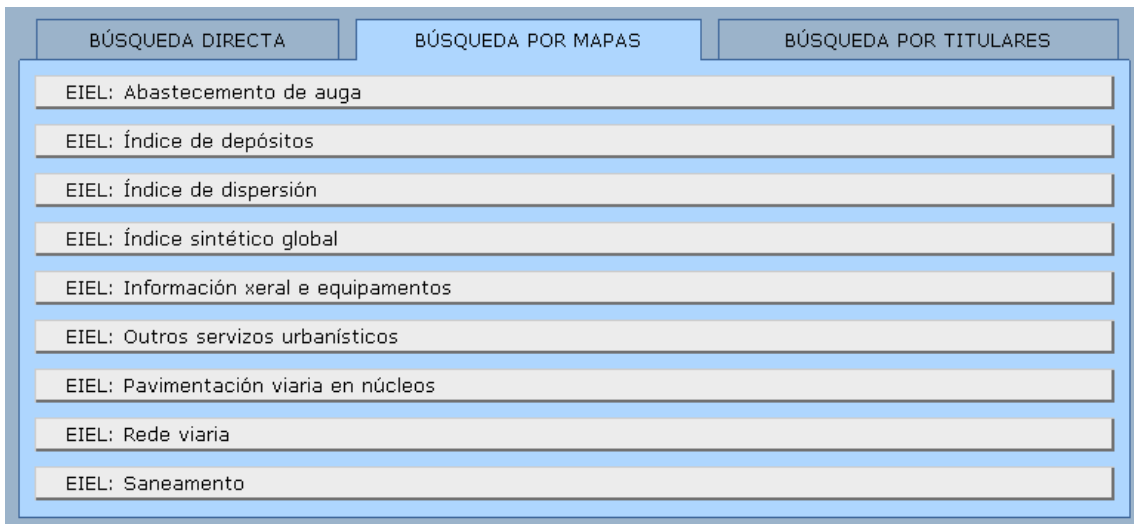 BÚSQUEDA DIRECTA
BÚSQUEDA POR MAPAS
BÚSQUEDA POR TITULARES
EIEL: Abastecemento de auga
EIEL: Índice de depósitos
EIEL: Índice de dispersión
EIEL: Índice sintético global
EIEL: Información xeral e equipamentos
EIEL: Outros servizos urbanísticos
EIEL: Pavimentación viaria en núcleos
EIEL: Rede viaria
EIEL: Saneamento